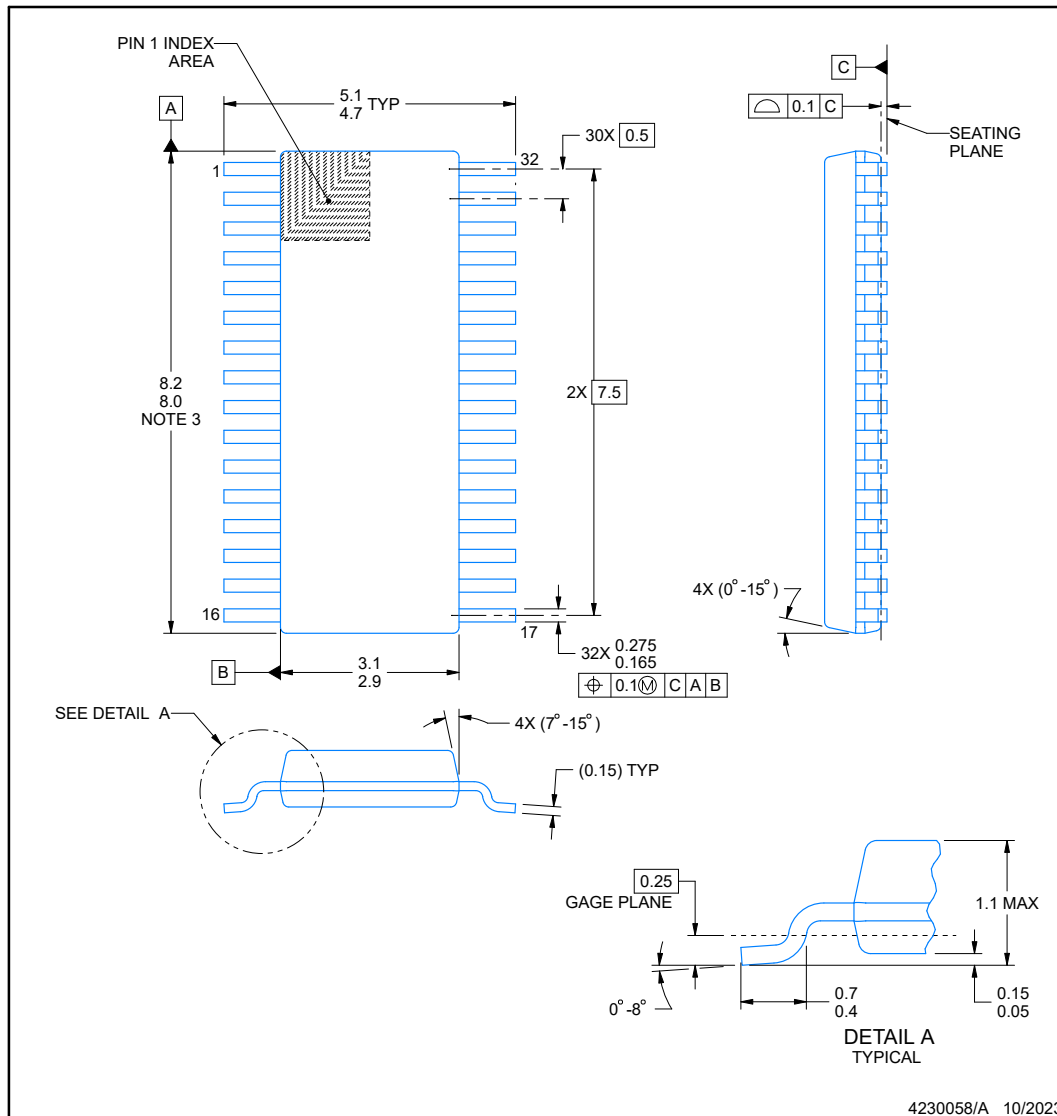 PIN 1 INDEX
AREA
A
5.1
4.7
TYP
30X 0.5
C
0.1 C
SEATING
PLANE
1
32
8.2
8.0
NOTE 3
2X 7.5
4X (0°-15°)
16
17
32X 0.275
0.165
0.1Ⓜ C A B
B
3.1
2.9
SEE DETAIL A
4X (7°-15°)
(0.15) TYP
0.25
GAGE PLANE
1.1 MAX
0°-8°
0.7
0.4
0.15
0.05
DETAIL A
TYPICAL
4230058/A 10/2023